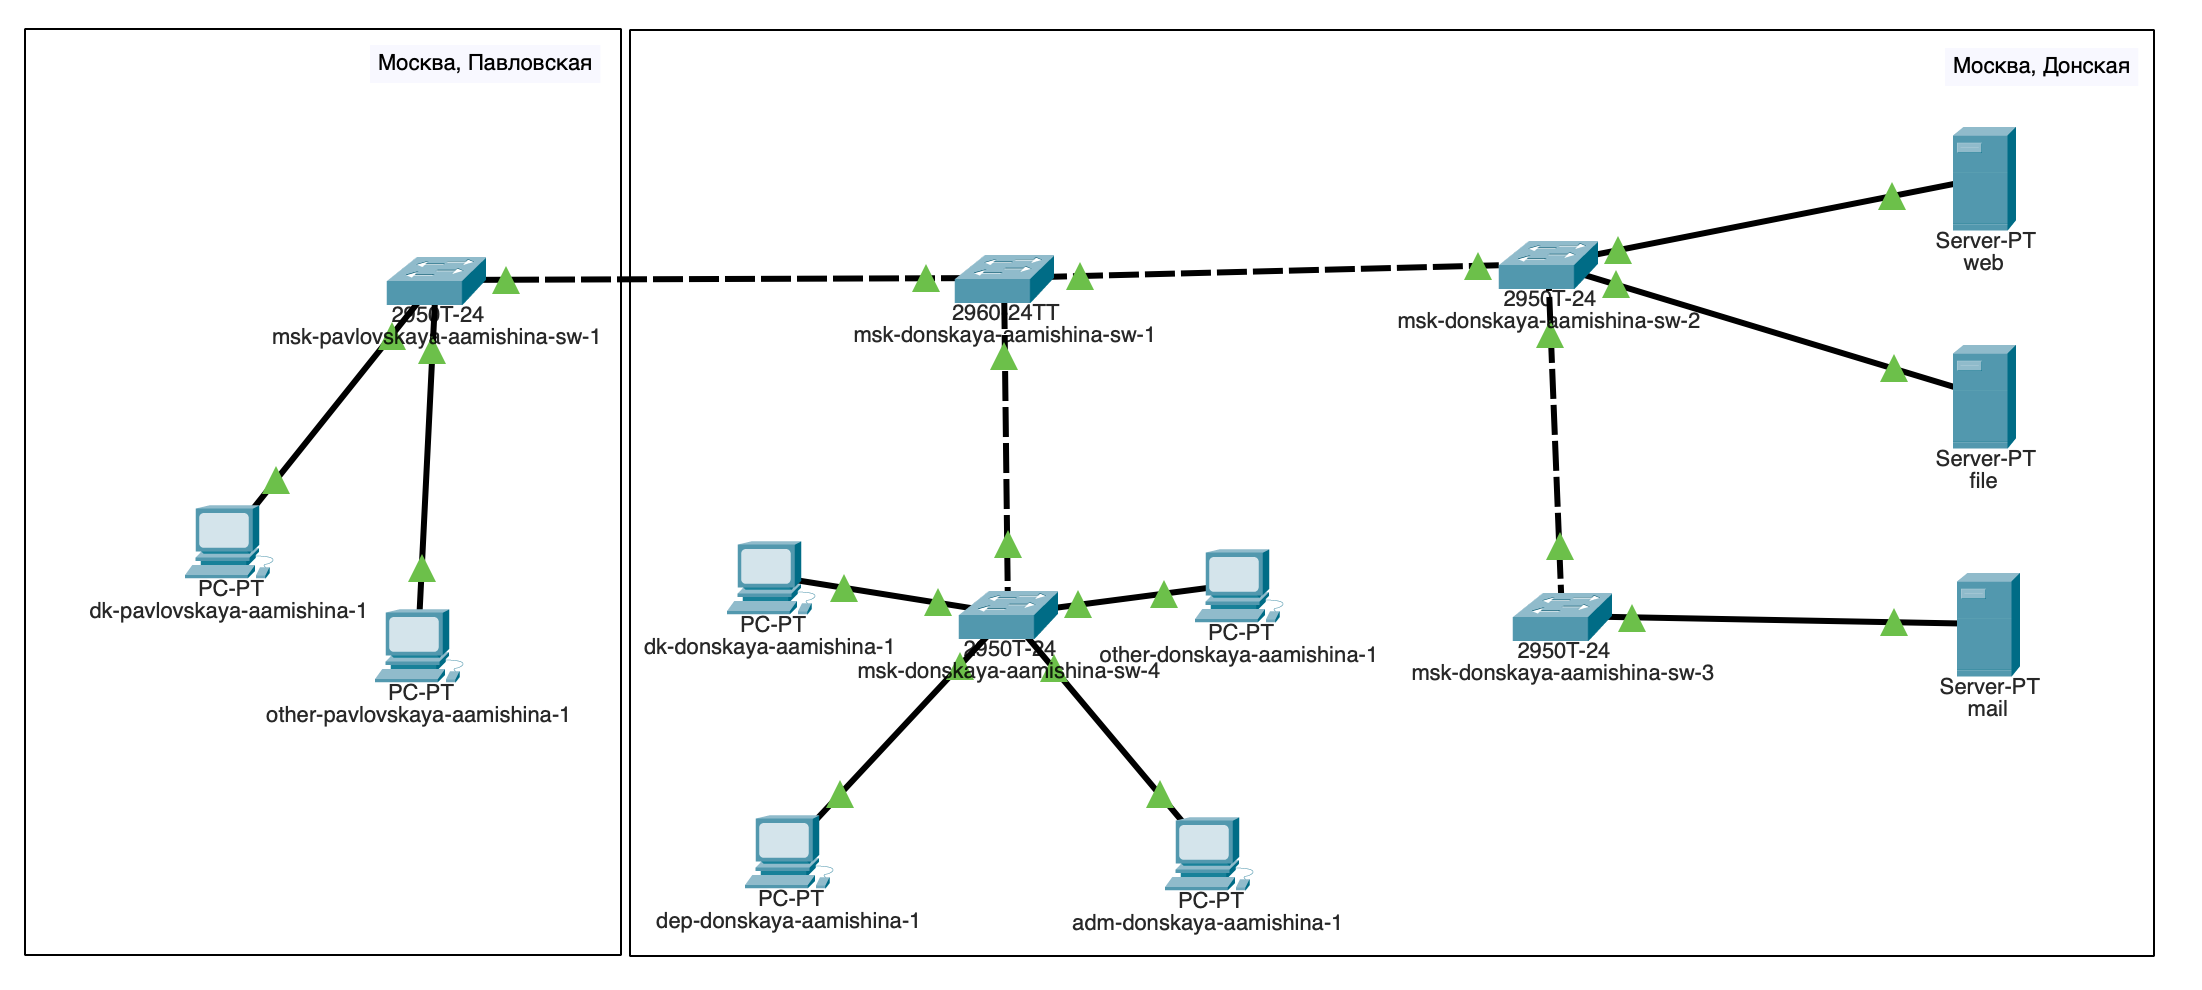 Москва, Павловская
Москва, Донская
Server-PT
web
2950T-24
msk-pavlovskaya-aamishina-sw-1
2960-24TT
msk-donskaya-aamishina-sw-1
2950T-24
msk-donskaya-aamishina-sw-2
Server-PT
file
PC-PT
dk-pavlovskaya-aamishina-1
PC-PT
other-pavlovskaya-aamishina-1
PC-PT
dk-donskaya-aamishina-1
2950T-24
msk-donskaya-aamishina-sw-4
PC-PT
other-donskaya-aamishina-1
2950T-24
msk-donskaya-aamishina-sw-3
Server-PT
mail
PC-PT
dep-donskaya-aamishina-1
PC-PT
adm-donskaya-aamishina-1